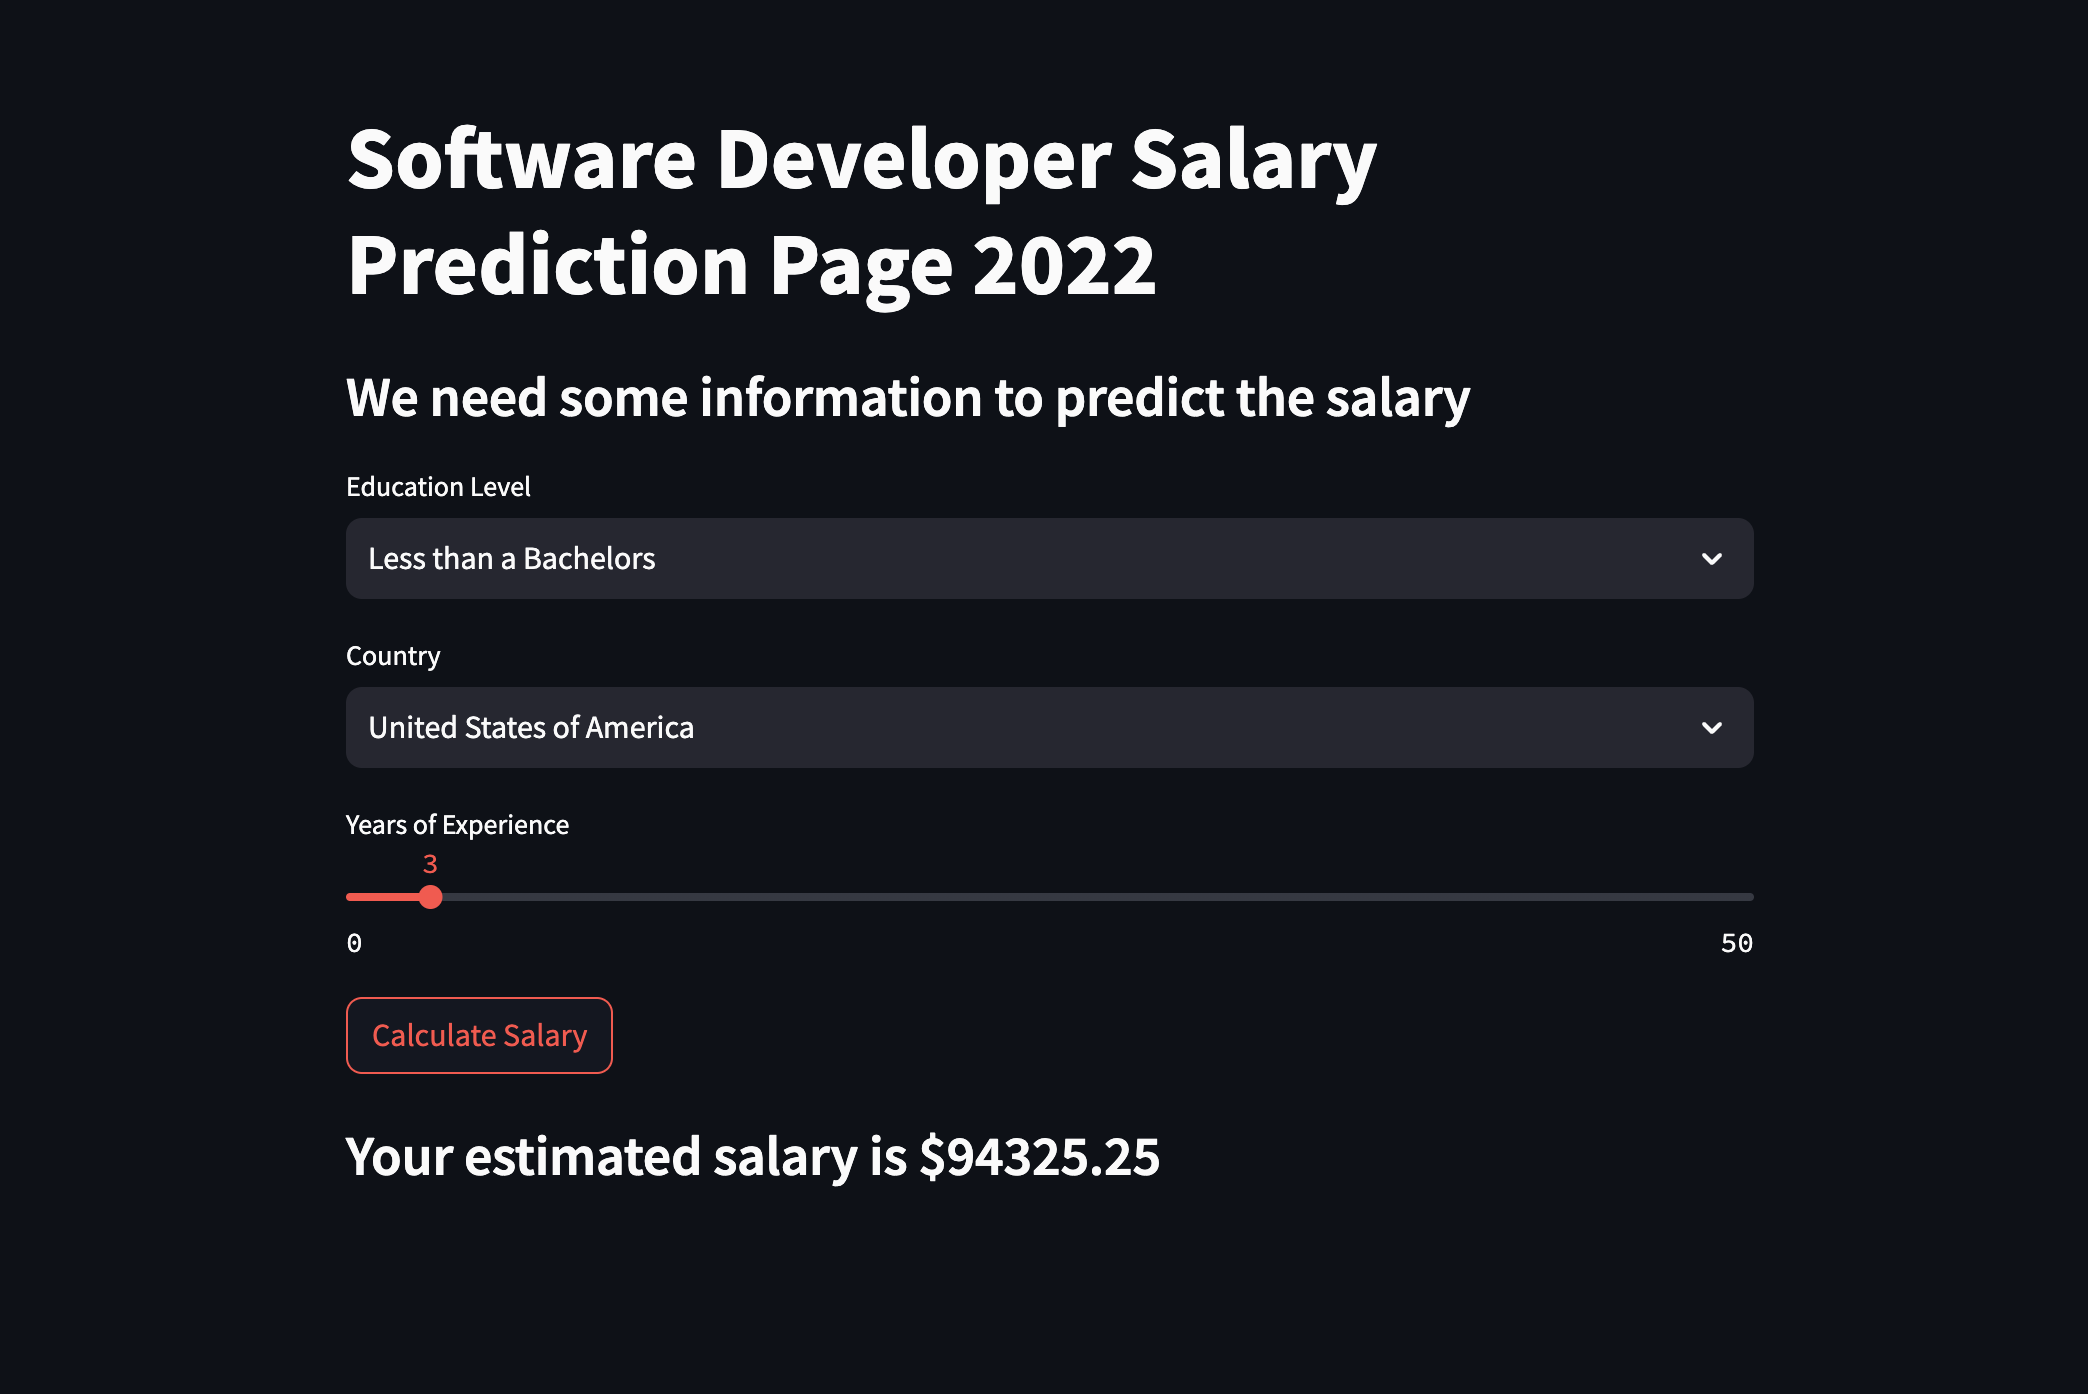 Software Developer Salary
Prediction Page 2022
We need some information to predict the salary
Education Level
Less than a Bachelors
Country
United States of America
Years of Experience
3
0 50
Calculate Salary
Your estimated salary is $94325.25